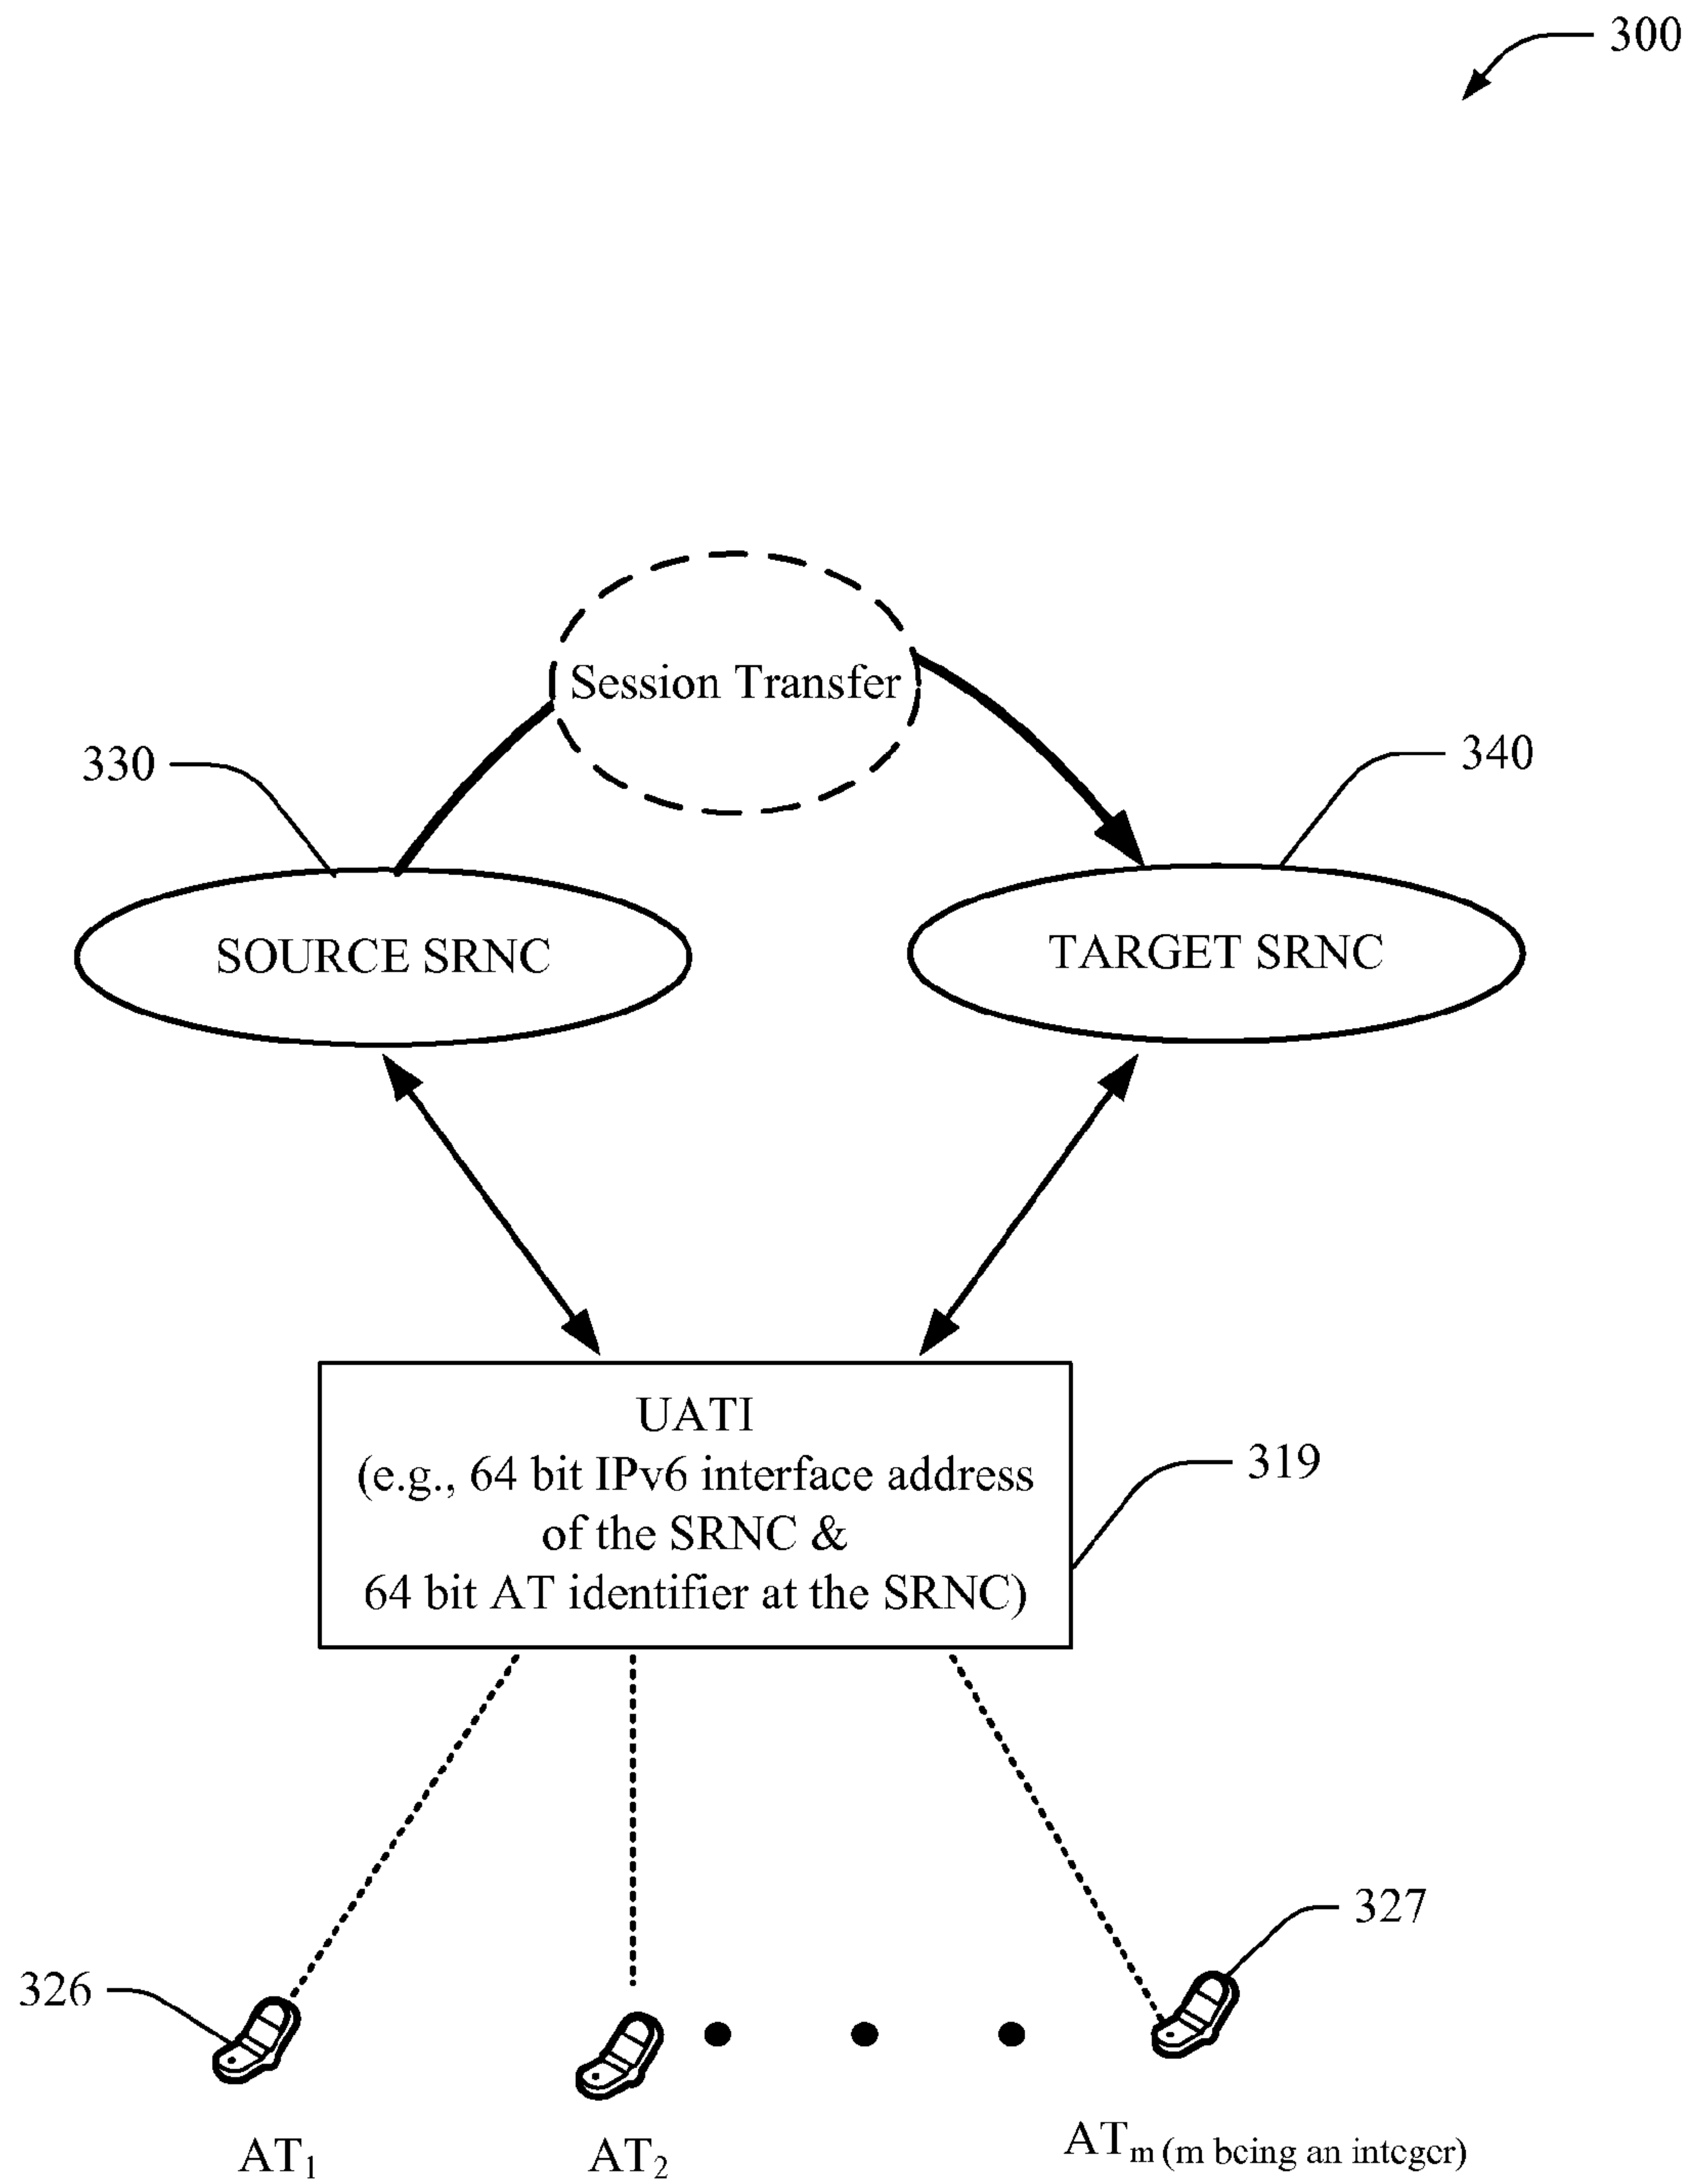 300
Session Transfer
330
340
SOURCE SRNC
TARGET SRNC
UATI
(e.g., 64 bit IPv6 interface address
of the SRNC &
64 bit AT identifier at the SRNC)
319
327
326
AT1
AT2
ATm (m being an integer)